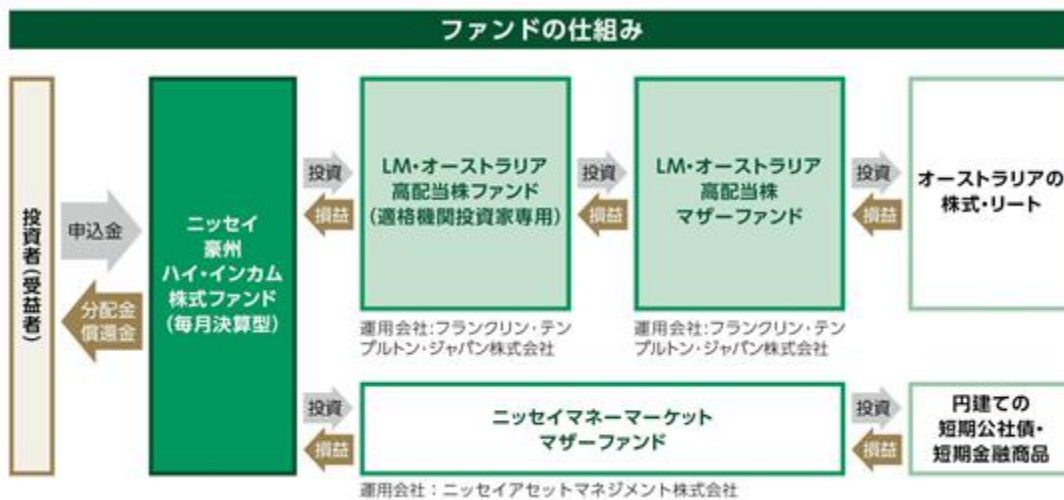 ファンドの仕組み
投資者(受益者)
申込金
分配金
償還金
ニッセイ
豪州
ハイ・インカム
株式ファンド
(毎月決算型)
投資
損益
LM・オーストラリア
高配当株ファンド
(適格機関投資家専用)
運用会社:フランクリン・テン
プルトン・ジャパン株式会社
投資
損益
LM・オーストラリア
高配当株
マザーファンド
運用会社:フランクリン・テン
プルトン・ジャパン株式会社
投資
損益
オーストラリアの
株式・リート
投資
損益
ニッセイマネーマーケット
マザーファンド
運用会社:ニッセイアセットマネジメント株式会社
投資
損益
円建ての
短期公社債・
短期金融商品